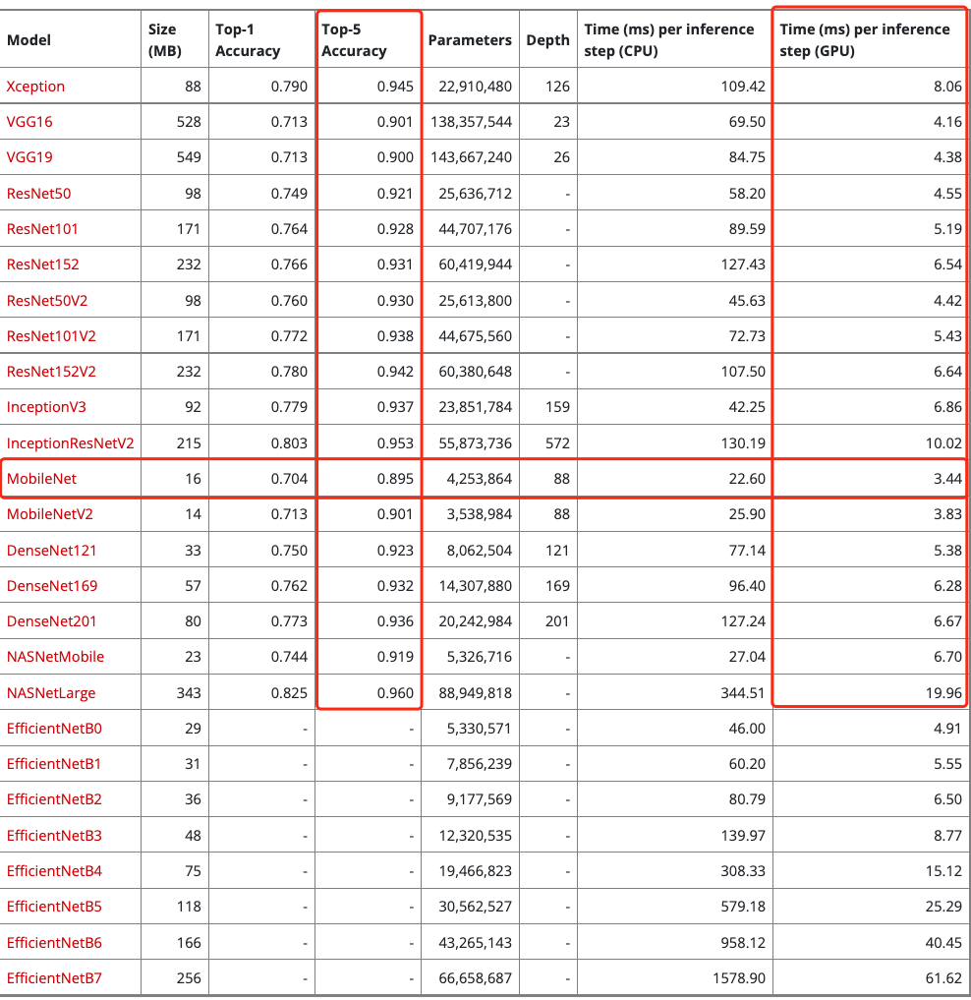 Model Size (MB) Top-1 Accuracy Top-5 Accuracy Parameters Depth Time (ms) per inference step (CPU) Time (ms) per inference step (GPU)
Xception 88 0.790 0.945 22,910,480 126 109.42 8.06
VGG16 528 0.713 0.901 138,357,544 23 69.50 4.16
VGG19 549 0.713 0.900 143,667,240 26 84.75 4.38
ResNet50 98 0.749 0.921 25,636,712 - 58.20 4.55
ResNet101 171 0.764 0.928 44,707,176 - 89.59 5.19
ResNet152 232 0.766 0.931 60,419,944 - 127.43 6.54
ResNet50V2 98 0.760 0.930 25,613,800 - 45.63 4.42
ResNet101V2 171 0.772 0.938 44,675,560 - 72.73 5.43
ResNet152V2 232 0.780 0.942 60,380,648 - 107.50 6.64
InceptionV3 92 0.779 0.937 23,851,784 159 42.25 6.86
InceptionResNetV2 215 0.803 0.953 55,873,736 572 130.19 10.02
MobileNet 16 0.704 0.895 4,253,864 88 22.60 3.44
MobileNetV2 14 0.713 0.901 3,538,984 88 25.90 3.83
DenseNet121 33 0.750 0.923 8,062,504 121 77.14 5.38
DenseNet169 57 0.762 0.932 14,307,880 169 96.40 6.28
DenseNet201 80 0.773 0.936 20,242,984 201 127.24 6.67
NASNetMobile 23 0.744 0.919 5,326,716 - 27.04 6.70
NASNetLarge 343 0.825 0.960 88,949,818 - 344.51 19.96
EfficientNetB0 29 - - 5,330,571 - 46.00 4.91
EfficientNetB1 31 - - 7,856,239 - 60.20 5.55
EfficientNetB2 36 - - 9,177,569 - 80.79 6.50
EfficientNetB3 48 - - 12,320,535 - 139.97 8.77
EfficientNetB4 75 - - 19,466,823 - 308.33 15.12
EfficientNetB5 118 - - 30,562,527 - 579.18 25.29
EfficientNetB6 166 - - 43,265,143 - 958.12 40.45
EfficientNetB7 256 - - 66,658,687 - 1578.90 61.62